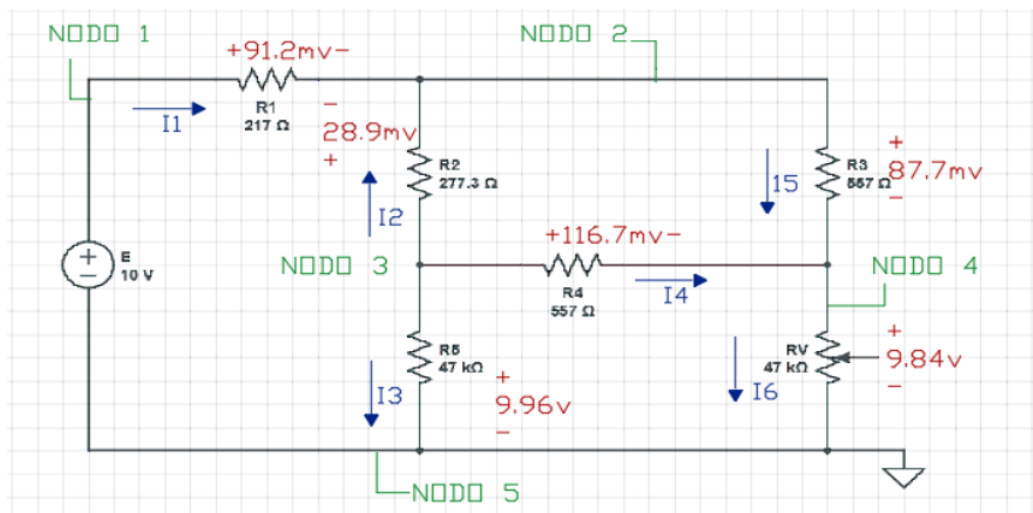 NODO 1
NODO 2
+91.2mv-
R1
217 Ω
I1
-
28.9mv
+
R2
277.3 Ω
I2
I5
R3
557 Ω
+
87.7mv
-
+116.7mv-
R4
557 Ω
I4
NODO 3
NODO 4
+
-
E
10 V
R5
47 kΩ
I3
+
9.96v
-
RV
47 kΩ
I6
+
9.84v
-
NODO 5